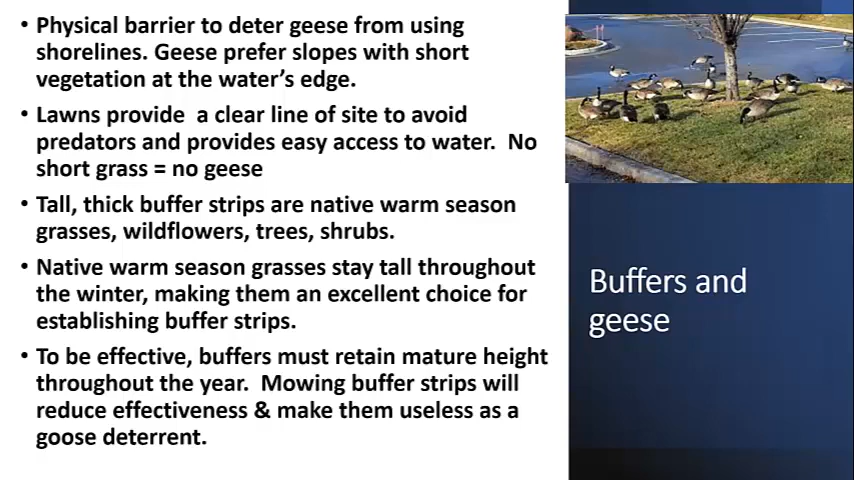 • Physical barrier to deter geese from using
shorelines. Geese prefer slopes with short
vegetation at the water's edge.
• Lawns provide  a clear line of site to avoid
predators and provides easy access to water.  No
short grass = no geese
• Tall, thick buffer strips are native warm season
grasses, wildflowers, trees, shrubs.
• Native warm season grasses stay tall throughout
the winter, making them an excellent choice for
establishing buffer strips.
• To be effective, buffers must retain mature height
throughout the year.  Mowing buffer strips will
reduce effectiveness & make them useless as a
goose deterrent.
Buffers and
geese